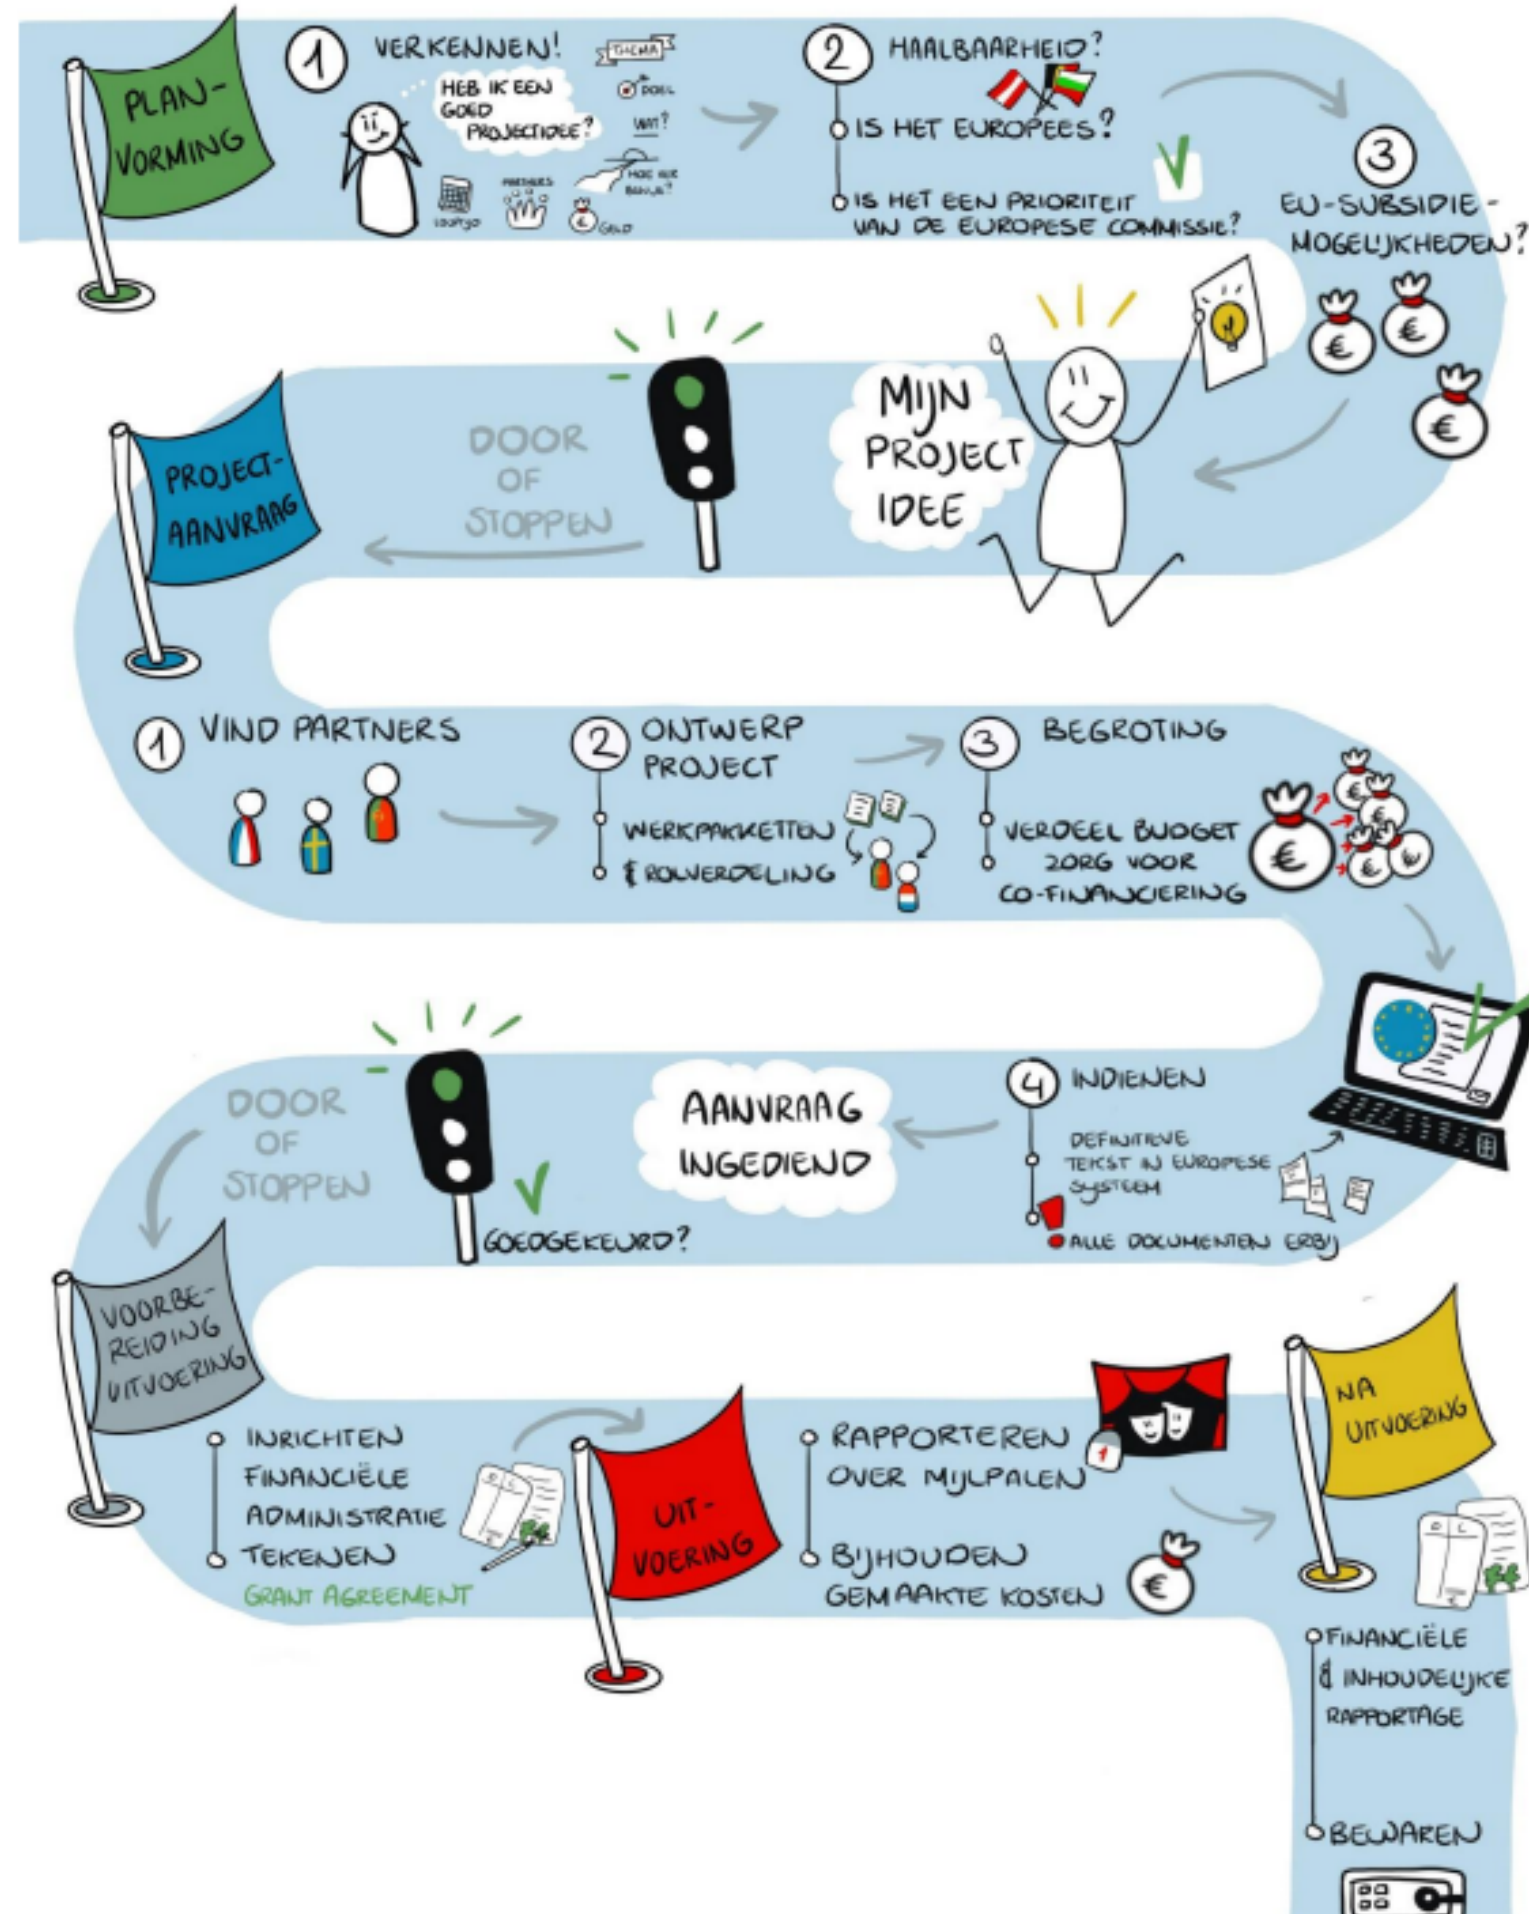 PLAN-
VORMING
1
VERKENNEN!
HEB IK EEN
GOED
PROJECTIDEE?
THEMA
DOEL
WAT?
HOE KOM
LOOPTIJD
PARTNERS
GELD
2
HAALBAARHEID?
IS HET EUROPEES?
IS HET EEN PRIORITEIT
VAN DE EUROPESE COMMISSIE?
3
EU-SUBSIDIE-
MOGELIJKHEDEN?
€
€
€
MIJN
PROJECT
IDEE
DOOR
OF
STOPPEN
PROJECT-
AANVRAAG
1
VIND PARTNERS
2
ONTWERP
PROJECT
WERKPAKKETTEN
& ROLVERDELING
3
BEGROTING
VERDEEL BUDGET
ZORG VOOR
CO-FINANCIERING
€
€
€
€
€
4
INDIENEN
DEFINITIEVE
TEKST IN EUROPESE
SYSTEEM
ALLE DOCUMENTEN ERBIJ
AANVRAAG
INGEDIEND
GOEDGEKEURD?
DOOR
OF
STOPPEN
VOORBE-
REIDING
UITVOERING
INRICHTEN
FINANCIËLE
ADMINISTRATIE
TEKENEN
GRANT AGREEMENT
UIT-
VOERING
RAPPORTEREN
OVER MIJLPALEN
1
BIJHOUDEN
GEMAAKTE KOSTEN
€
NA
UITVOERING
FINANCIËLE
& INHOUDELIJKE
RAPPORTAGE
BEWAREN